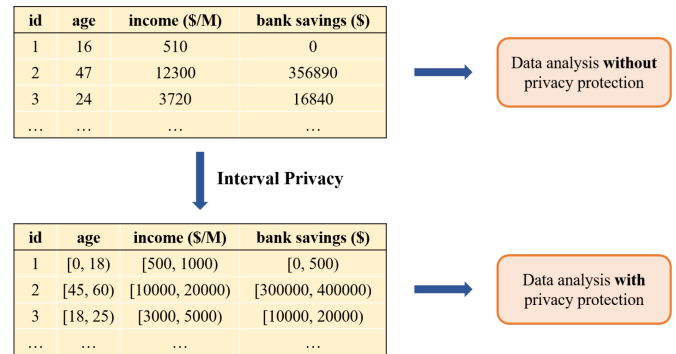 id age income ($/M) bank savings ($)
1 16 510 0
2 47 12300 356890
3 24 3720 16840
… … … …
Data analysis without
privacy protection
Interval Privacy
id age income ($/M) bank savings ($)
1 [0, 18) [500, 1000) [0, 500)
2 [45, 60) [10000, 20000) [300000, 400000)
3 [18, 25) [3000, 5000) [10000, 20000)
… … … …
Data analysis with
privacy protection